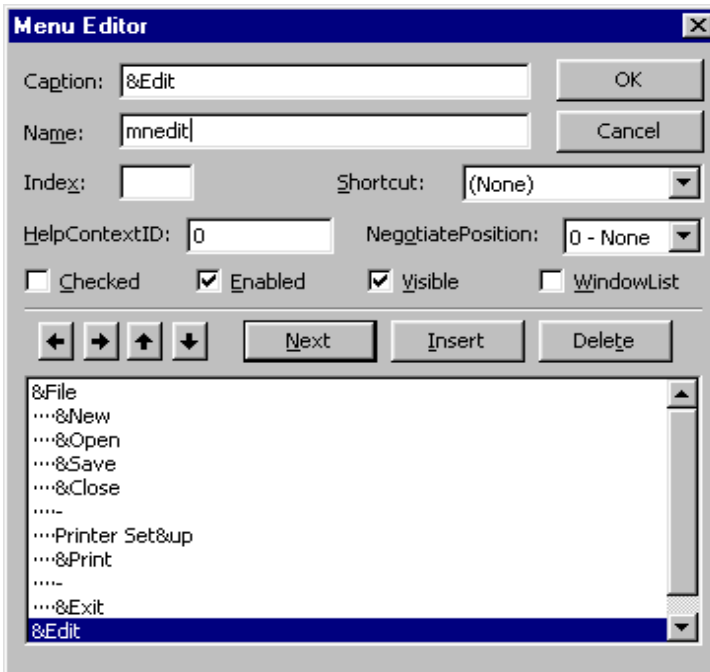 Menu Editor
Caption: &Edit OK
Name: mnedit Cancel
Index: Shortcut: (None)
HelpContextID: 0 NegotiatePosition: 0 - None
Checked Enabled Visible WindowList
Next Insert Delete
&File
····&New
····&Open
····&Save
····&Close
····-
····Printer Set&up
····&Print
····-
····&Exit
&Edit